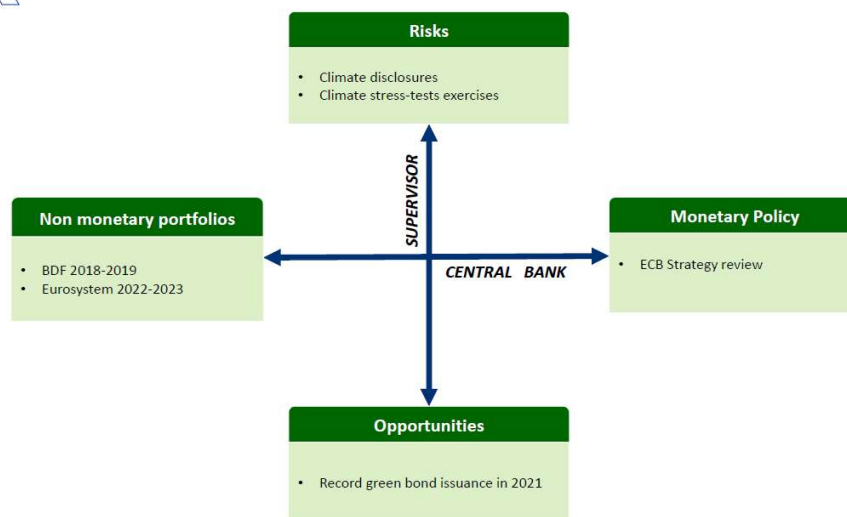 Risks
• Climate disclosures
• Climate stress-tests exercises
SUPERVISOR
Non monetary portfolios
• BDF 2018-2019
• Eurosystem 2022-2023
CENTRAL BANK
Monetary Policy
• ECB Strategy review
Opportunities
• Record green bond issuance in 2021